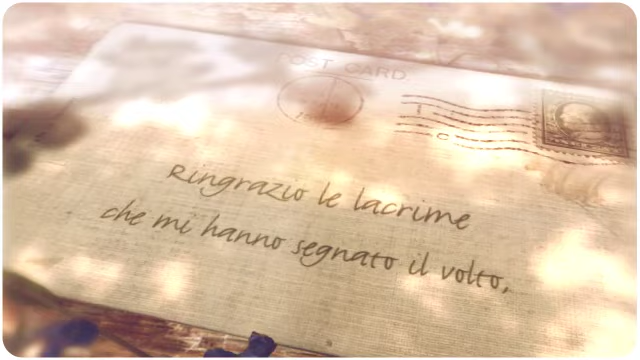 POST CARD
Ringrazio le lacrime
che mi hanno segnato il volto,